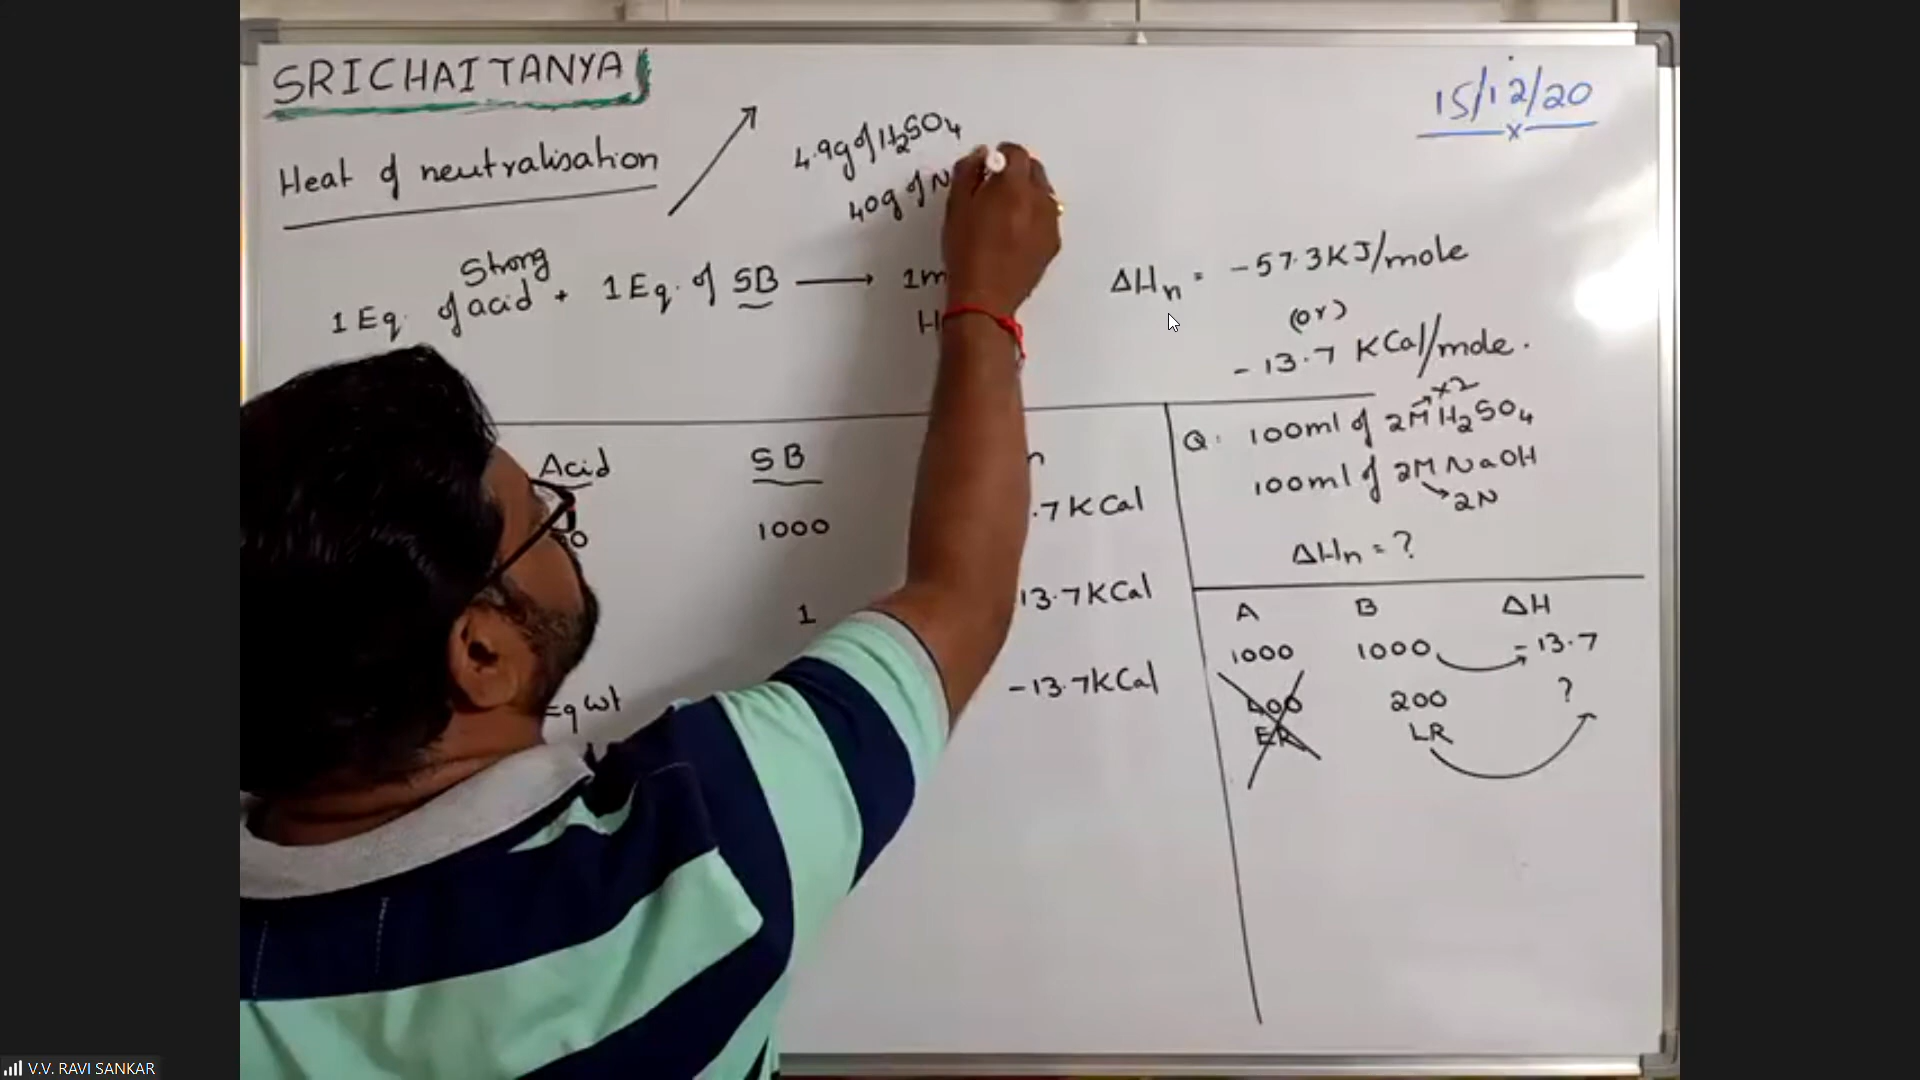 SRICHAITANYA
15/12/20
Heat of neutralisation
4.9g of H₂SO₄
40g of N
Strong
1 Eq. of acid + 1 Eq. of SB ⟶ 1m
H
ΔHn = -57.3KJ/mole
(or)
-13.7 KCal/mole.
Acid
SB
n
1000
.7 KCal
1
13.7KCal
Eq wt
-13.7KCal
×2
Q: 100ml of 2M H₂SO₄
100ml of 2M NaOH
2N
ΔHn = ?
A B ΔH
1000 1000 -13.7
400 200 ?
ER LR
V.V. RAVI SANKAR